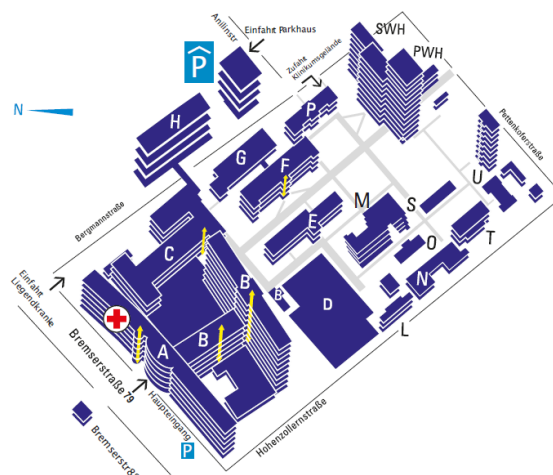 Anilinstr
Einfahrt Parkhaus
P
Zufahrt
Klinikumsgelände
SWH
PWH
N
H
P
Pettenkoferstraße
G
F
U
Bergmannstraße
M
S
E
T
O
C
N
Einfahrt
Liegendkranke
B
B
D
L
B
A
Bremserstraße 79
Haupteingang
Hohenzollernstraße
P
Bremserstraße